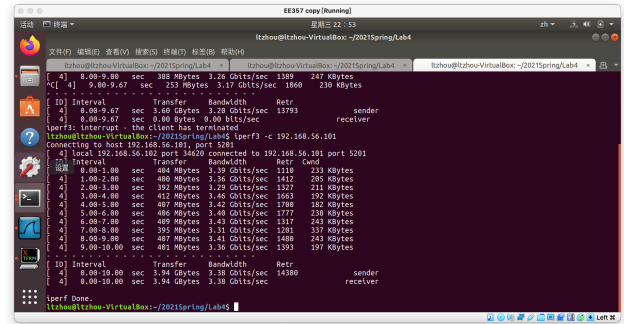 EE357 copy [Running]
活动 终端 星期三 22：53 zh
ltzhou@ltzhou-VirtualBox: ~/2021Spring/Lab4
文件(F) 编辑(E) 查看(V) 搜索(S) 终端(T) 标签(B) 帮助(H)
ltzhou@ltzhou-VirtualBox: ~/2021Spring/Lab4 × ltzhou@ltzhou-VirtualBox: ~/2021Spring/Lab4 × ltzhou@ltzhou-VirtualBox: ~/2021Spring/Lab4 ×
[ 4] 8.00-9.00 sec 388 MBytes 3.26 Gbits/sec 1389 247 KBytes
^C[ 4] 9.00-9.67 sec 253 MBytes 3.17 Gbits/sec 1060 230 KBytes
- - - - - - - - - - - - - - - - - - - - - - - - -
[ ID] Interval Transfer Bandwidth Retr
[ 4] 0.00-9.67 sec 3.60 GBytes 3.20 Gbits/sec 13793 sender
[ 4] 0.00-9.67 sec 0.00 Bytes 0.00 bits/sec receiver
iperf3: interrupt - the client has terminated
ltzhou@ltzhou-VirtualBox:~/2021Spring/Lab4$ iperf3 -c 192.168.56.101
Connecting to host 192.168.56.101, port 5201
[ 4] local 192.168.56.102 port 34620 connected to 192.168.56.101 port 5201
Interval Transfer Bandwidth Retr Cwnd
设置 0.00-1.00 sec 404 MBytes 3.39 Gbits/sec 1110 233 KBytes
[ 4] 1.00-2.00 sec 400 MBytes 3.36 Gbits/sec 1412 205 KBytes
[ 4] 2.00-3.00 sec 392 MBytes 3.29 Gbits/sec 1327 211 KBytes
[ 4] 3.00-4.00 sec 412 MBytes 3.46 Gbits/sec 1663 192 KBytes
[ 4] 4.00-5.00 sec 407 MBytes 3.42 Gbits/sec 1700 182 KBytes
[ 4] 5.00-6.00 sec 406 MBytes 3.40 Gbits/sec 1777 238 KBytes
[ 4] 6.00-7.00 sec 409 MBytes 3.43 Gbits/sec 1317 243 KBytes
[ 4] 7.00-8.00 sec 395 MBytes 3.31 Gbits/sec 1201 337 KBytes
[ 4] 8.00-9.00 sec 407 MBytes 3.41 Gbits/sec 1480 243 KBytes
[ 4] 9.00-10.00 sec 401 MBytes 3.36 Gbits/sec 1393 197 KBytes
- - - - - - - - - - - - - - - - - - - - - - - - -
[ ID] Interval Transfer Bandwidth Retr
[ 4] 0.00-10.00 sec 3.94 GBytes 3.38 Gbits/sec 14380 sender
[ 4] 0.00-10.00 sec 3.94 GBytes 3.38 Gbits/sec receiver
iperf Done.
ltzhou@ltzhou-VirtualBox:~/2021Spring/Lab4$
Left ⌘